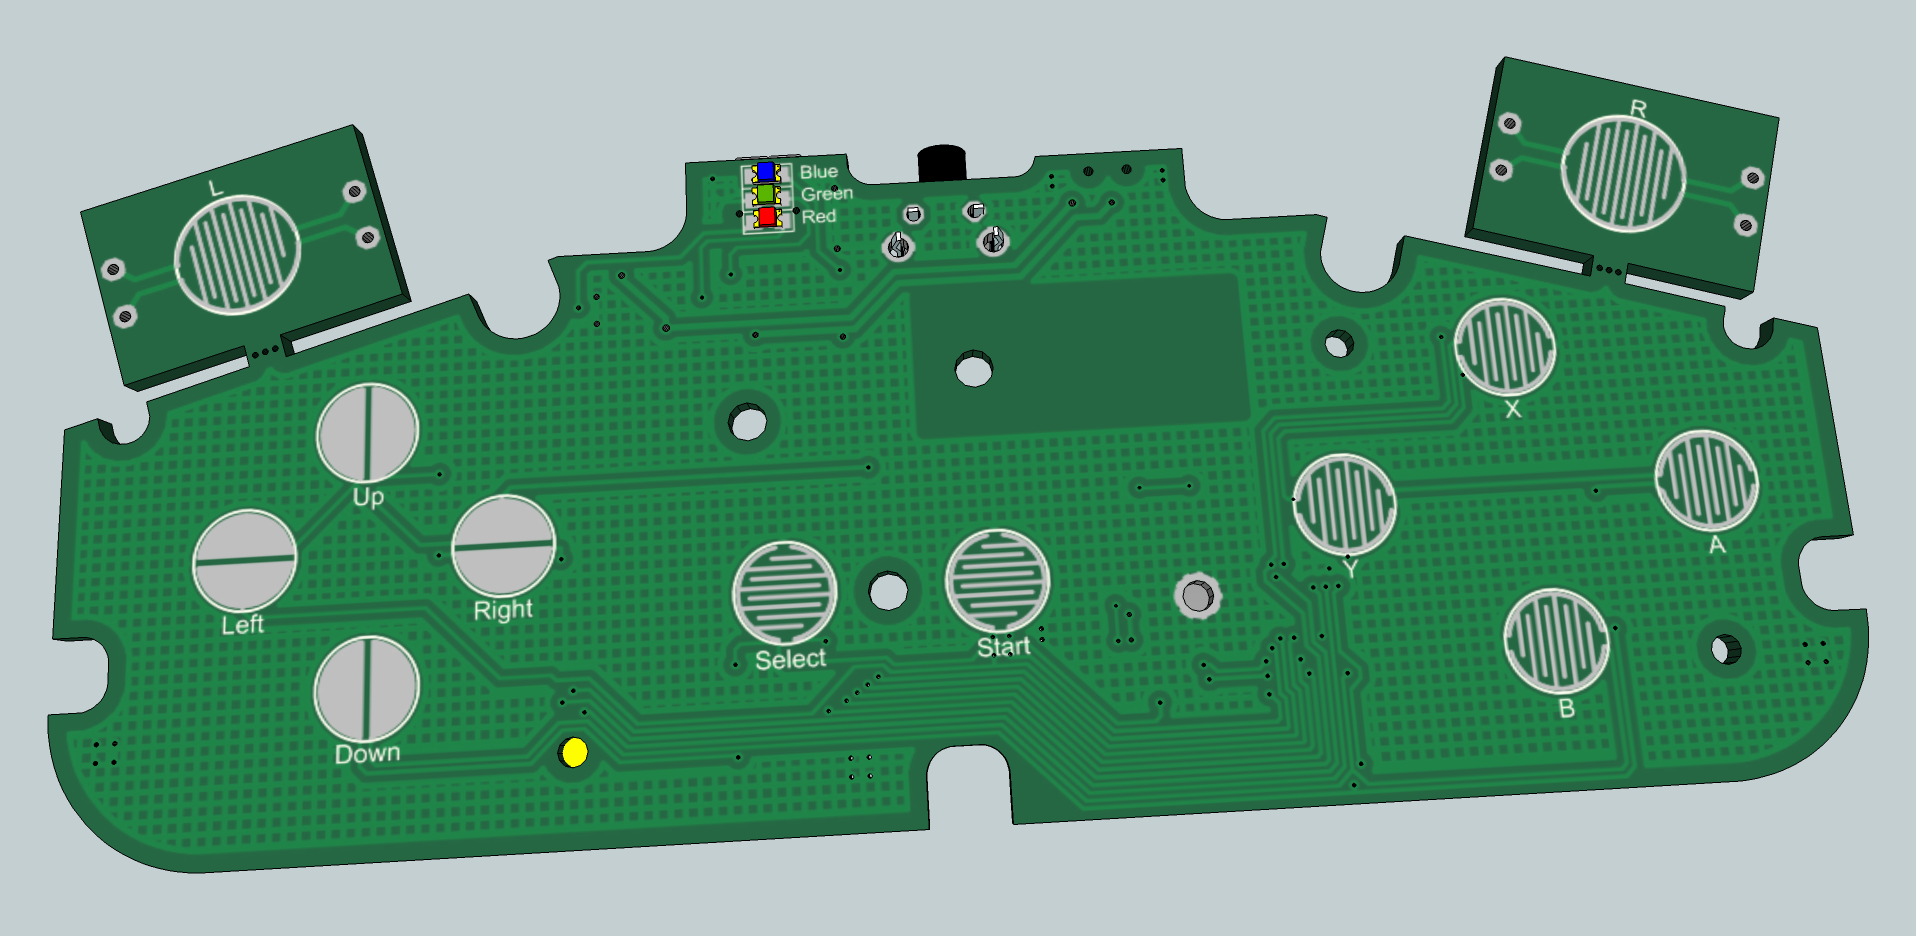 L
R
Blue
Green
Red
X
Up
Y
A
Left
Right
Select
Start
B
Down